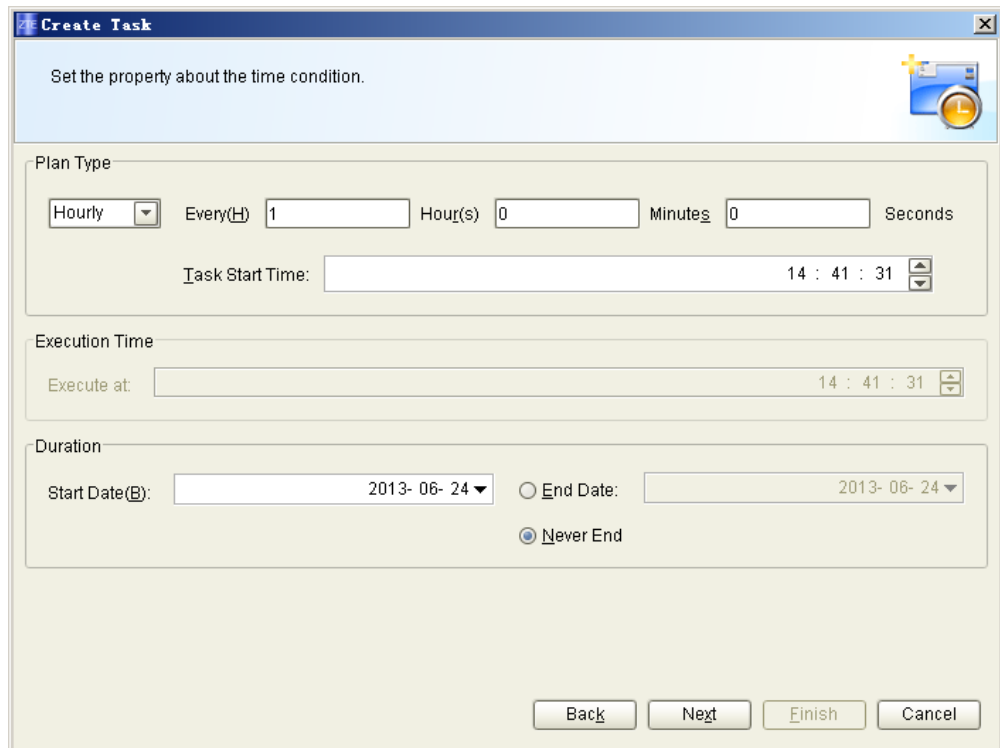 ZTE Create Task
Set the property about the time condition.
Plan Type
Hourly Every(H) 1 Hour(s) 0 Minutes 0 Seconds
Task Start Time: 14 : 41 : 31
Execution Time
Execute at: 14 : 41 : 31
Duration
Start Date(B): 2013- 06- 24 End Date: 2013- 06- 24
Never End
Back Next Finish Cancel